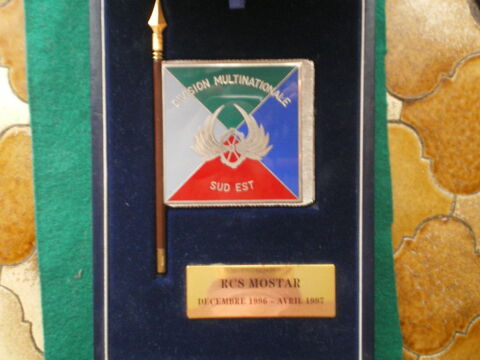 DIVISION MULTINATIONALE
SUD EST
RCS MOSTAR
DECEMBRE 1996 - AVRIL 1997